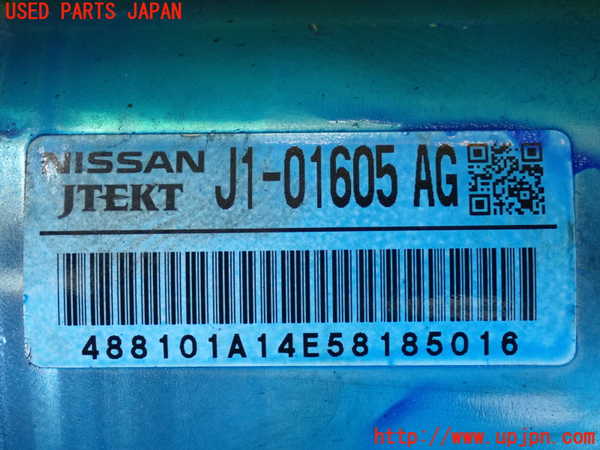 USED PARTS JAPAN
NISSAN
JTEKT
J1-01605 AG
488101A14E58185016
http://www.upjpn.com/